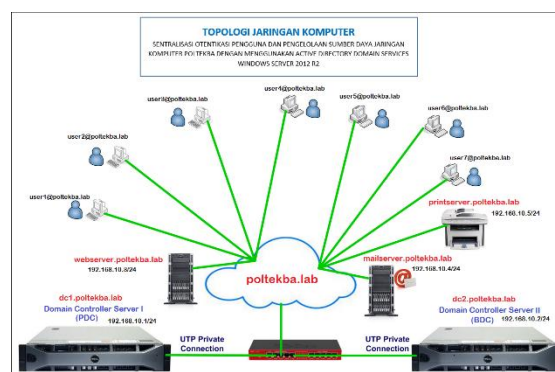 TOPOLOGI JARINGAN KOMPUTER
SENTRALISASI OTENTIKASI PENGGUNA DAN PENGELOLAAN SUMBER DAYA JARINGAN
KOMPUTER POLTEKBA DENGAN MENGGUNAKAN ACTIVE DIRECTORY DOMAIN SERVICES
WINDOWS SERVER 2012 R2
user4@poltekba.lab
user5@poltekba.lab
user3@poltekba.lab
user6@poltekba.lab
user2@poltekba.lab
user7@poltekba.lab
user1@poltekba.lab
printserver.poltekba.lab
192.168.10.5/24
webserver.poltekba.lab
192.168.10.3/24
poltekba.lab
mailserver.poltekba.lab
192.168.10.4/24
dc1.poltekba.lab
Domain Controller Server I
(PDC)
192.168.10.1/24
dc2.poltekba.lab
Domain Controller Server II
(BDC)
192.168.10.2/24
UTP Private
Connection
UTP Private
Connection